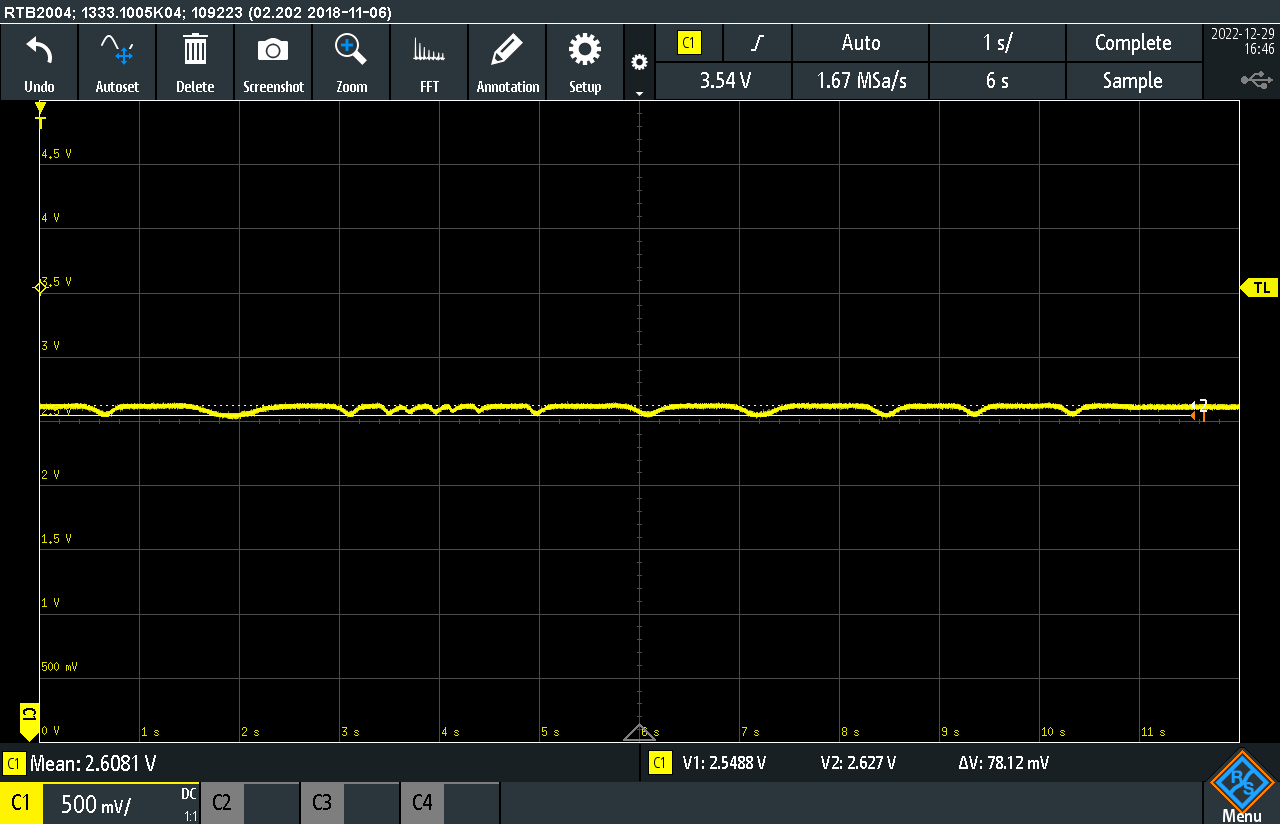 RTB2004; 1333.1005K04; 109223 (02.202 2018-11-06)
Undo
Autoset
Delete
Screenshot
Zoom
FFT
Annotation
Setup
C1
Auto
1 s/
Complete
3.54 V
1.67 MSa/s
6 s
Sample
2022-12-29
16:46
T
4.5 V
4 V
3.5 V
TL
3 V
2.5 V
2
1
2 V
1.5 V
1 V
500 mV
C1
0 V
1 s
2 s
3 s
4 s
5 s
6 s
7 s
8 s
9 s
10 s
11 s
C1 Mean: 2.6081 V
C1 V1: 2.5488 V V2: 2.627 V ΔV: 78.12 mV
C1 500 mV/ DC 1:1
C2
C3
C4
R&S
Menu